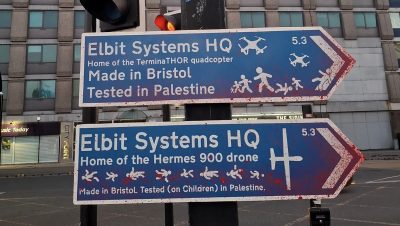 Elbit Systems HQ
5.3
Home of the TerminaTHOR quadcopter
Made in Bristol
Tested in Palestine
Elbit Systems HQ
5.3
Home of the Hermes 900 drone
Made in Bristol. Tested (on Children) in Palestine.